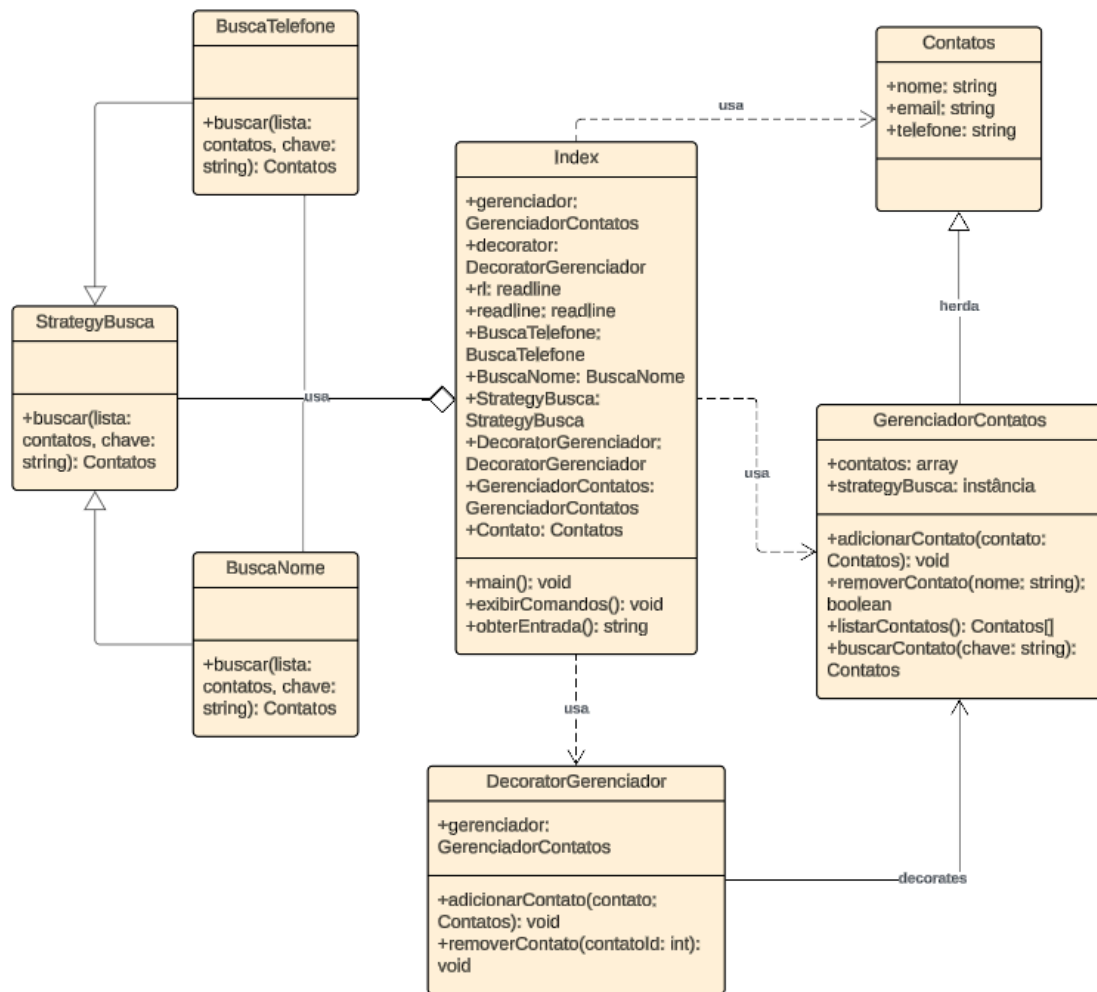 BuscaTelefone
+buscar(lista:
contatos, chave:
string): Contatos
StrategyBusca
+buscar(lista:
contatos, chave:
string): Contatos
BuscaNome
+buscar(lista:
contatos, chave:
string): Contatos
usa
Index
+gerenciador:
GerenciadorContatos
+decorator:
DecoratorGerenciador
+rl: readline
+readline: readline
+BuscaTelefone:
BuscaTelefone
+BuscaNome: BuscaNome
+StrategyBusca:
StrategyBusca
+DecoratorGerenciador:
DecoratorGerenciador
+GerenciadorContatos:
GerenciadorContatos
+Contato: Contatos
+main(): void
+exibirComandos(): void
+obterEntrada(): string
usa
Contatos
+nome: string
+email: string
+telefone: string
herda
usa
GerenciadorContatos
+contatos: array
+strategyBusca: instância
+adicionarContato(contato:
Contatos): void
+removerContato(nome: string):
boolean
+listarContatos(): Contatos[]
+buscarContato(chave: string):
Contatos
usa
DecoratorGerenciador
+gerenciador:
GerenciadorContatos
+adicionarContato(contato:
Contatos): void
+removerContato(contatoId: int):
void
decorates